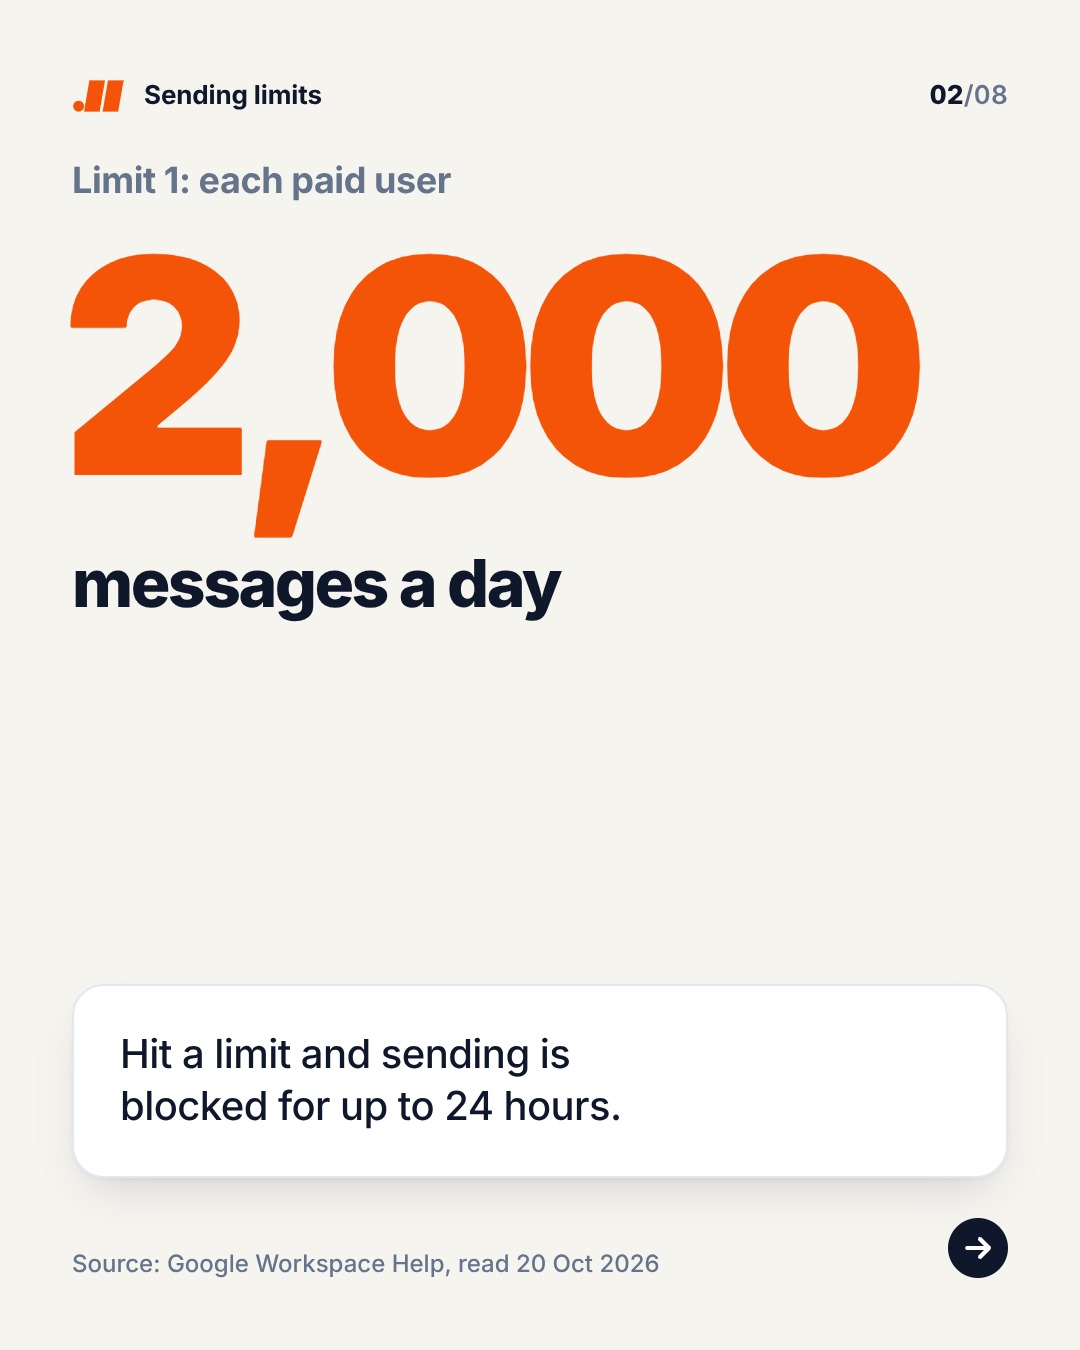 Sending limits
02/08
Limit 1: each paid user
2,000
messages a day
Hit a limit and sending is
blocked for up to 24 hours.
Source: Google Workspace Help, read 20 Oct 2026